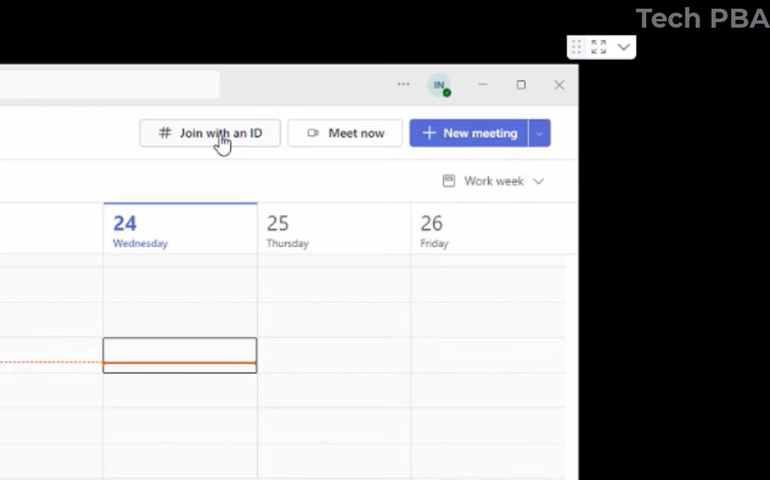 Tech PBA
IN
# Join with an ID
Meet now
+ New meeting
Work week
24
Wednesday
25
Thursday
26
Friday